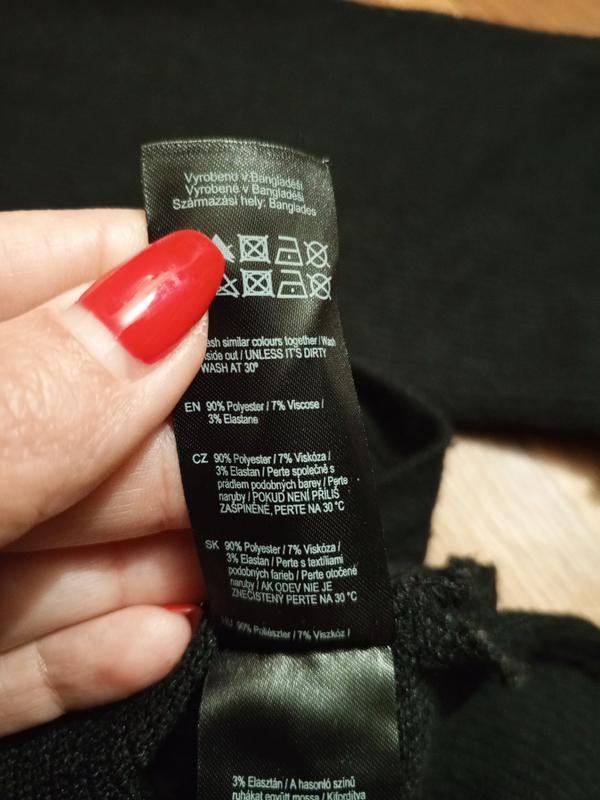 Vyrobeno v Bangladéši
Vyrobené v Bangladéši
Származási hely: Banglades
similar colours together / Wash
inside out / UNLESS IT'S DIRTY
WASH AT 30°
EN 90% Polyester / 7% Viscose /
3% Elastane
CZ 90% Polyester / 7% Viskóza /
3% Elastan / Perte společně s
prádlem podobných barev / Perte
naruby / POKUD NENÍ PŘÍLIŠ
ZAŠPINĚNÉ, PERTE NA 30 °C
SK 90% Polyester / 7% Viskóza /
3% Elastan / Perte s textíliami
podobných farieb / Perte otočené
naruby / AK ODEV NIE JE
ZNEČISTENÝ PERTE NA 30 °C
HU 90% Poliészter / 7% Viszkóz /
3% Elasztán / A hasonló színű
ruhákat együtt mossa / Kifordítva